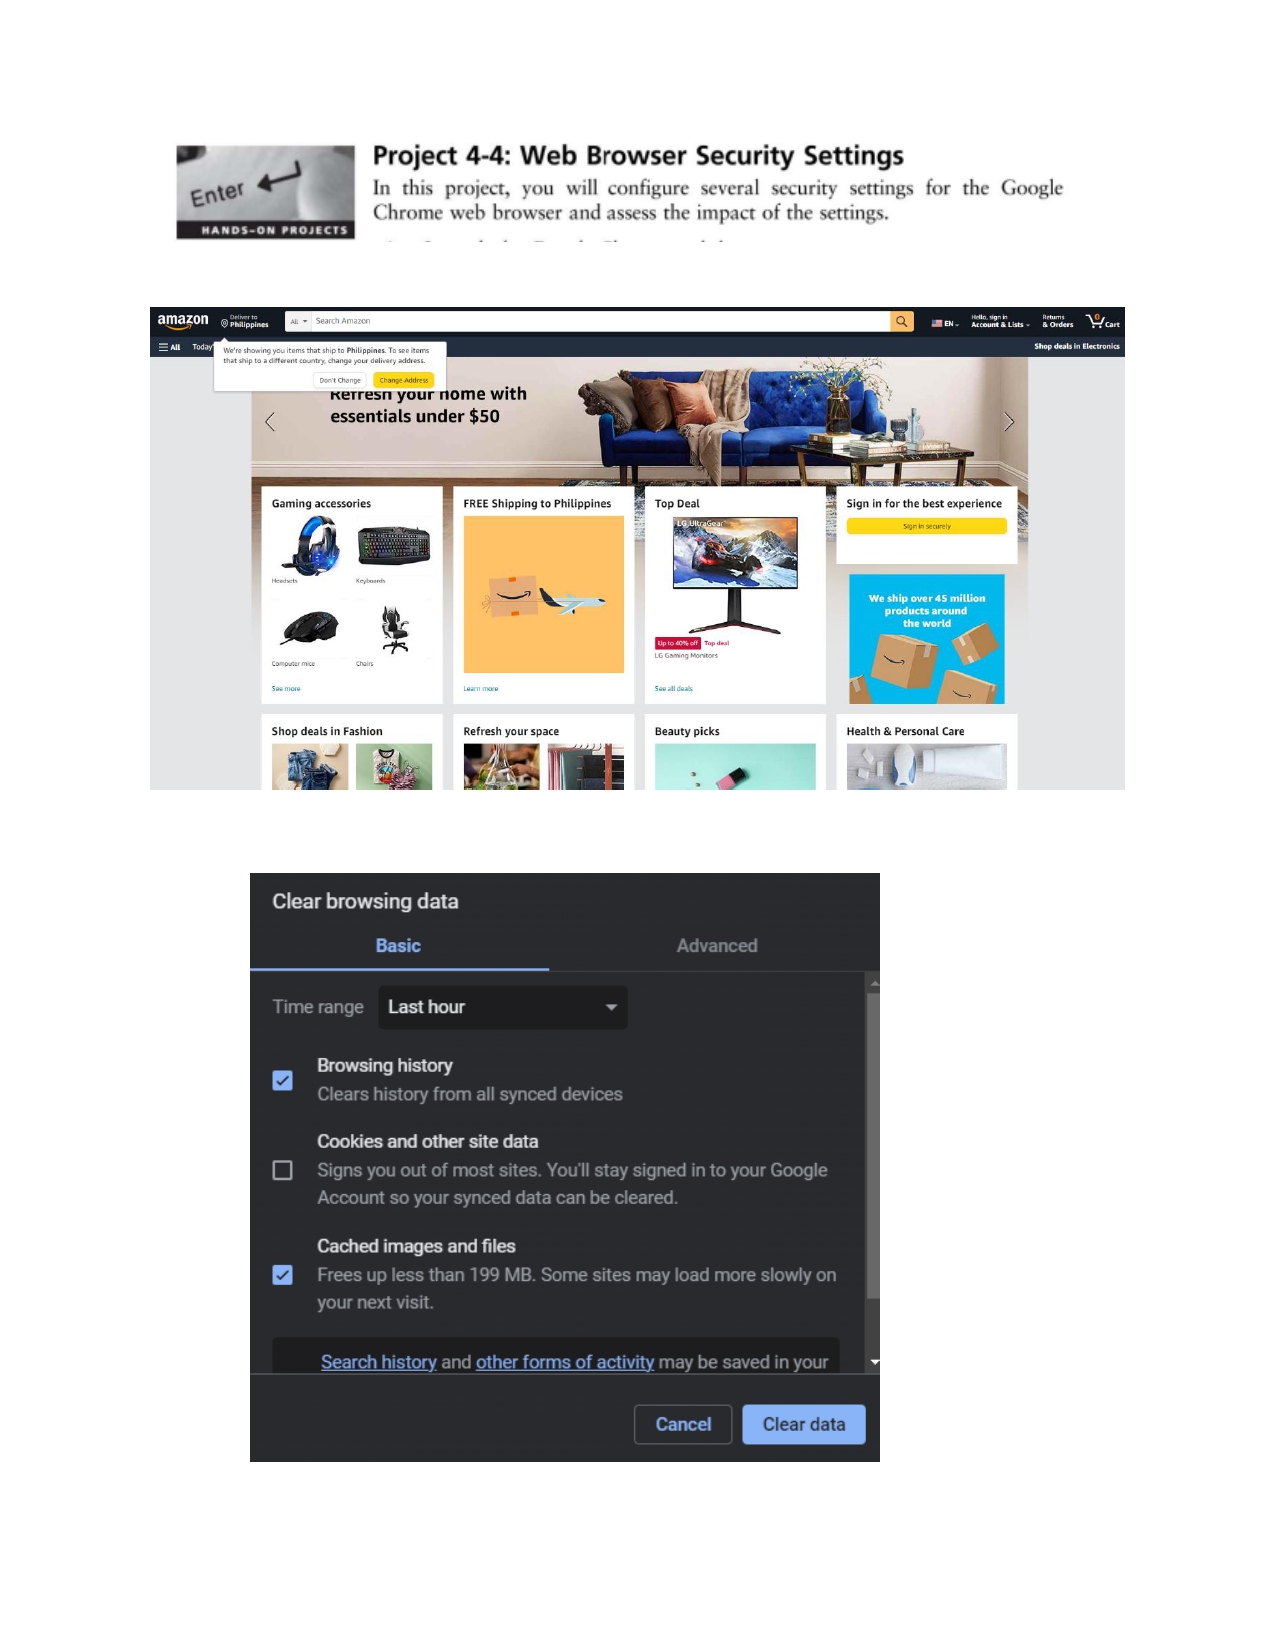 Project 4-4: Web Browser Security Settings
In this project, you will configure several security settings for the Google
Chrome web browser and assess the impact of the settings.
Enter
HANDS-ON PROJECTS
amazon
Deliver to
Philippines
All
Search Amazon
EN
Hello, sign in
Account & Lists
Returns
& Orders
0
Cart
All
Today'
Shop deals in Electronics
We're showing you items that ship to Philippines. To see items
that ship to a different country, change your delivery address.
Don't Change
Change Address
Refresh your home with
essentials under $50
Gaming accessories
Headsets
Keyboards
Computer mice
Chairs
See more
FREE Shipping to Philippines
Learn more
Top Deal
LG UltraGear
Up to 40% off Top deal
LG Gaming Monitors
See all deals
Sign in for the best experience
Sign in securely
We ship over 45 million
products around
the world
Shop deals in Fashion
Refresh your space
Beauty picks
Health & Personal Care
Clear browsing data
Basic
Advanced
Time range
Last hour
Browsing history
Clears history from all synced devices
Cookies and other site data
Signs you out of most sites. You'll stay signed in to your Google
Account so your synced data can be cleared.
Cached images and files
Frees up less than 199 MB. Some sites may load more slowly on
your next visit.
Search history and other forms of activity may be saved in your
Cancel
Clear data